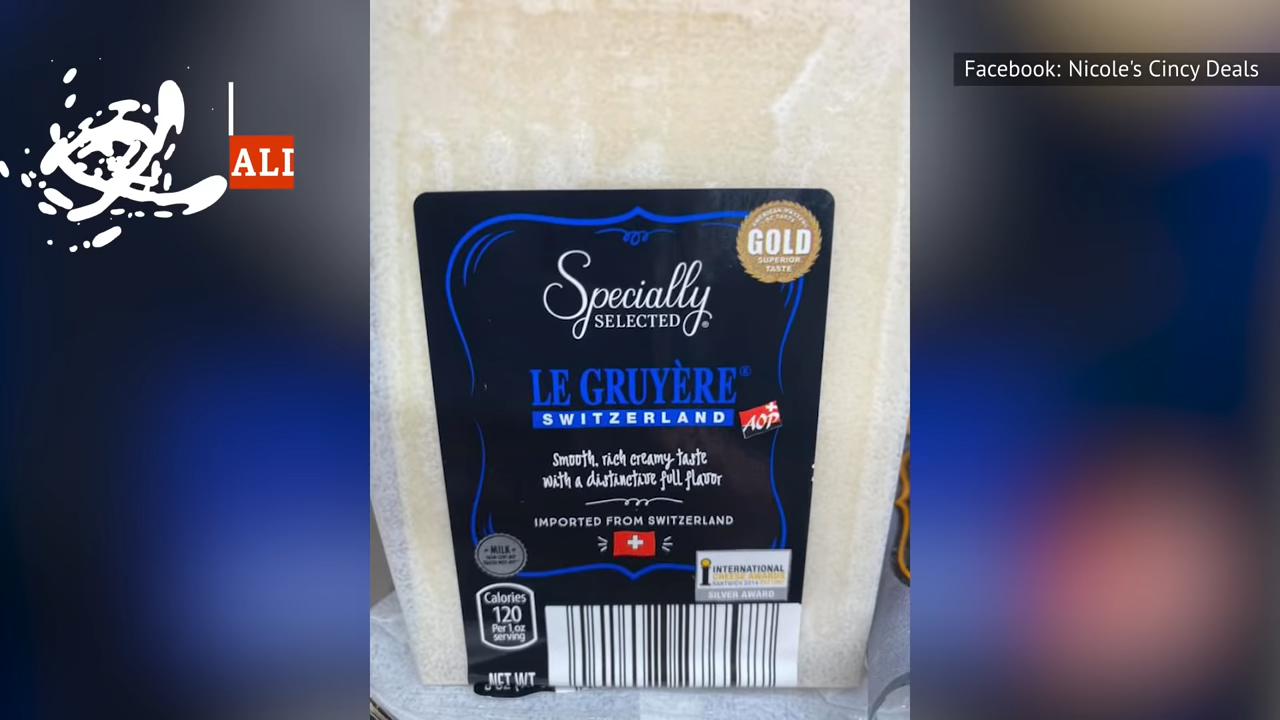 Facebook: Nicole's Cincy Deals
ALI
GOLD
SUPERIOR
TASTE
Specially
SELECTED®
LE GRUYÈRE®
SWITZERLAND
AOP
Smooth, rich creamy taste
with a distinctive full flavor
IMPORTED FROM SWITZERLAND
MILK
INTERNATIONAL
CHEESE AWARDS
SILVER AWARD
Calories
120
Per 1 oz
serving
NET WT